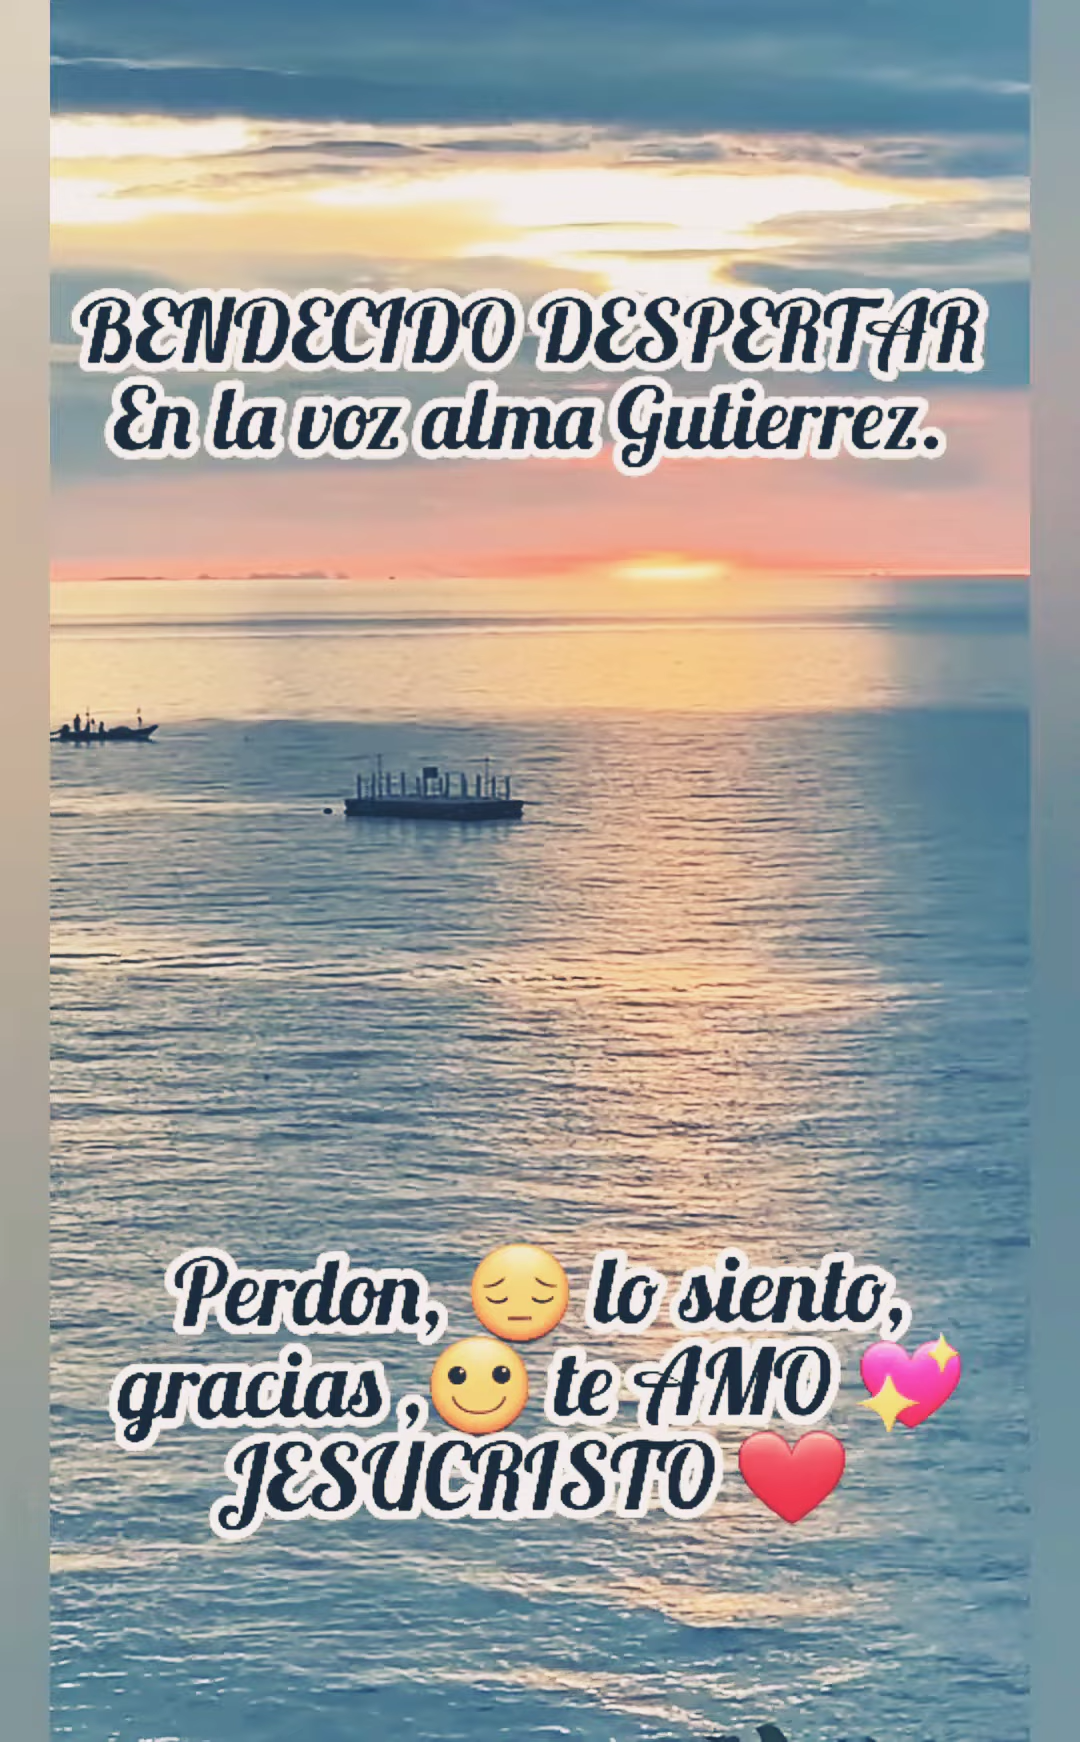 BENDECIDO DESPERTAR
En la voz alma Gutierrez.
Perdon, 😔 lo siento,
gracias ,🙂 te AMO 💖
JESUCRISTO ❤️